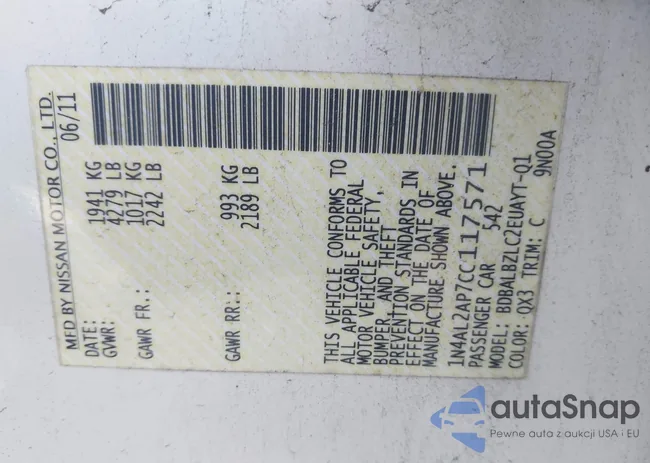 MFD BY NISSAN MOTOR CO., LTD.
DATE: 06/11
GVWR: 1941 KG
4279 LB
GAWR FR.: 1017 KG
2242 LB
GAWR RR.: 993 KG
2189 LB
THIS VEHICLE CONFORMS TO
ALL APPLICABLE FEDERAL
MOTOR VEHICLE SAFETY,
BUMPER, AND THEFT
PREVENTION STANDARDS IN
EFFECT ON THE DATE OF
MANUFACTURE SHOWN ABOVE.
1N4AL2AP7CC117571
PASSENGER CAR 542
MODEL: BDBALBZLC2EUAYT-Q1
COLOR: QX3 TRIM: C 9N00A
autaSnap
Pewne auta z aukcji USA i EU